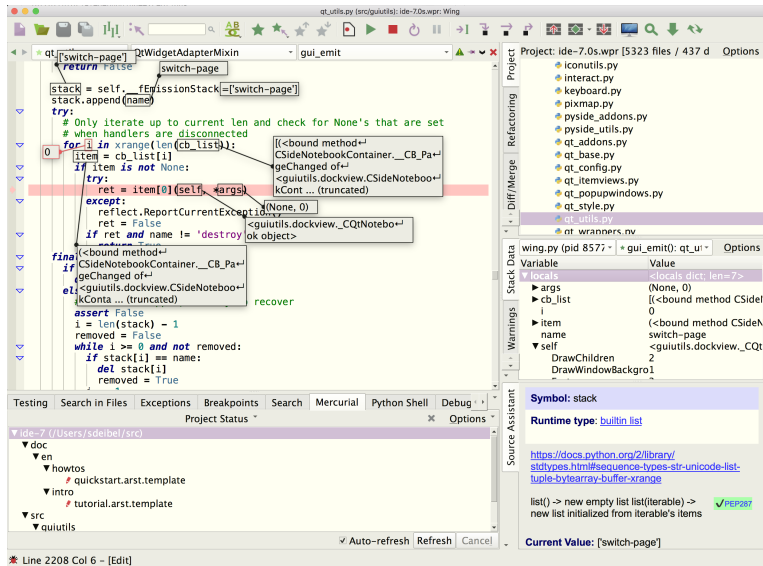 qt_utils.py (src/guiutils): ide-7.0s.wpr: Wing
['switch-page']
QtWidgetAdapterMixin
gui_emit
Project: ide-7.0s.wpr [5323 files / 437 d
Options
return False
switch-page
stack = self.__fEmissionStack
=['switch-page']
stack.append(name)
try:
# Only iterate up to current len and check for None's that are set
# when handlers are disconnected
for i in xrange(len(cb_list)):
0
item = cb_list[i]
if item is not None:
try:
ret = item[0](self, *args)
except:
reflect.ReportCurrentException()
ret = False
if ret and name != 'destroy'
return True
[(<bound method↵
CSideNotebookContainer.__CB_Pa↵
geChanged of↵
<guiutils.dockview.CSideNoteboo↵
kCont ... (truncated)
(None, 0)
<guiutils.dockview._CQtNotebo↵
ok object>
(<bound method↵
CSideNotebookContainer.__CB_Pa↵
geChanged of↵
<guiutils.dockview.CSideNoteboo↵
kConta ... (truncated)
if
recover
assert False
i = len(stack) - 1
removed = False
while i >= 0 and not removed:
if stack[i] == name:
del stack[i]
removed = True
Project
Refactoring
Diff/Merge
iconutils.py
interact.py
keyboard.py
pixmap.py
pyside_addons.py
pyside_utils.py
qt_addons.py
qt_base.py
qt_config.py
qt_itemviews.py
qt_popupwindows.py
qt_style.py
qt_utils.py
qt_wrappers.py
Stack Data
Warnings
wing.py (pid 8577
gui_emit(): qt_u
Options
Variable Value
locals <locals dict; len=7>
args (None, 0)
cb_list [(<bound method CSideN
i 0
item (<bound method CSideNo
name switch-page
self <guiutils.dockview._CQt
DrawChildren 2
DrawWindowBackgro 1
Testing Search in Files Exceptions Breakpoints Search Mercurial Python Shell Debug
Project Status
Options
ide-7 (/Users/sdeibel/src)
doc
en
howtos
quickstart.arst.template
intro
tutorial.arst.template
src
guiutils
Auto-refresh Refresh Cancel
Source Assistant
Symbol: stack
Runtime type: builtin list
https://docs.python.org/2/library/
stdtypes.html#sequence-types-str-unicode-list-
tuple-bytearray-buffer-xrange
list() -> new empty list list(iterable) ->
new list initialized from iterable's items
PEP287
Current Value: ['switch-page']
Line 2208 Col 6 - [Edit]